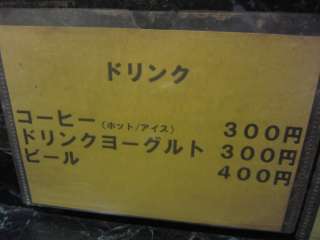 ドリンク
コーヒー(ホット/アイス) 300円
ドリンクヨーグルト 300円
ビール 400円